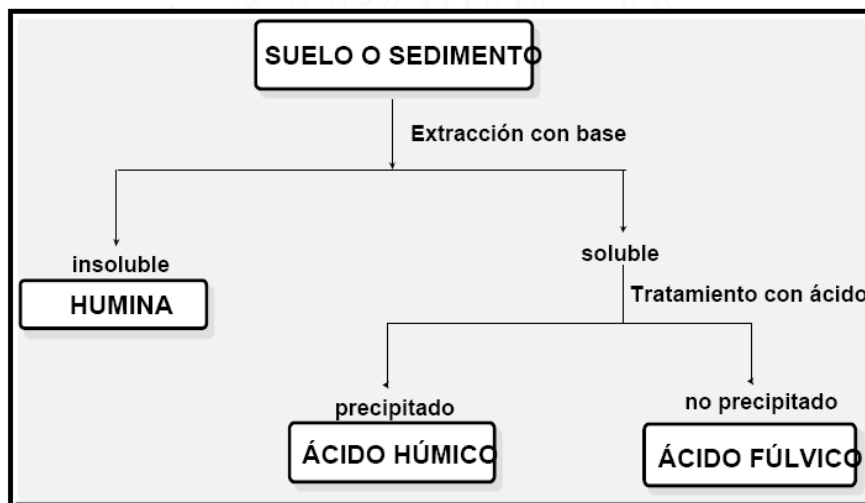 SUELO O SEDIMENTO
Extracción con base
insoluble
HUMINA
soluble
Tratamiento con ácido
precipitado
ÁCIDO HÚMICO
no precipitado
ÁCIDO FÚLVICO